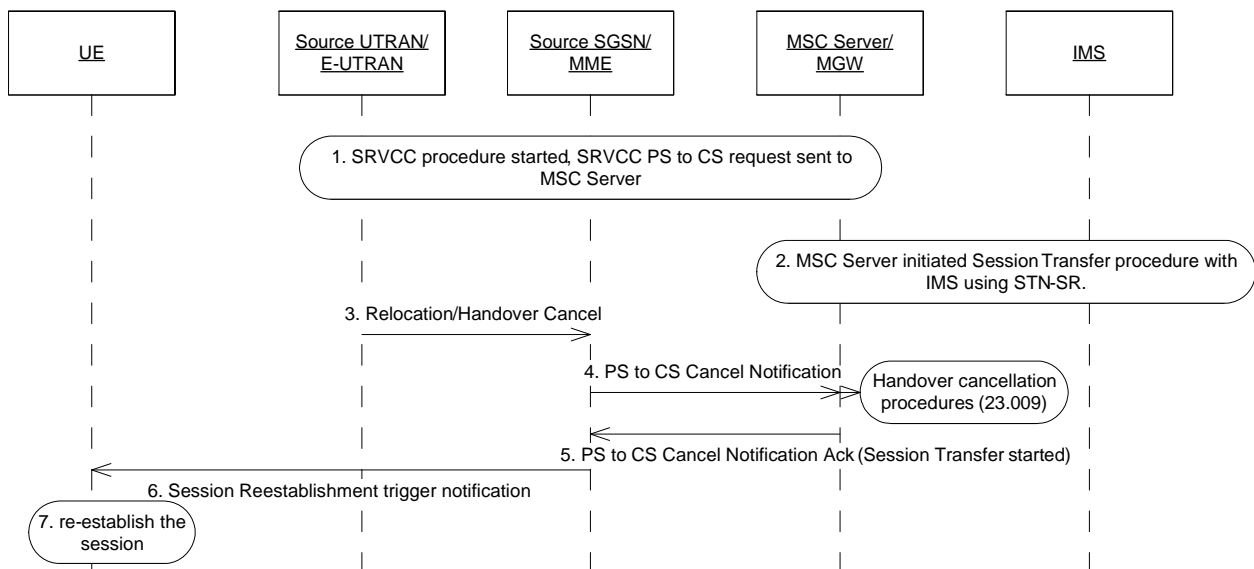 UE
Source UTRAN/
E-UTRAN
Source SGSN/
MME
MSC Server/
MGW
IMS
1. SRVCC procedure started, SRVCC PS to CS request sent to
MSC Server
2. MSC Server initiated Session Transfer procedure with
IMS using STN-SR.
3. Relocation/Handover Cancel
4. PS to CS Cancel Notification
Handover cancellation
procedures (23.009)
5. PS to CS Cancel Notification Ack (Session Transfer started)
6. Session Reestablishment trigger notification
7. re-establish the
session